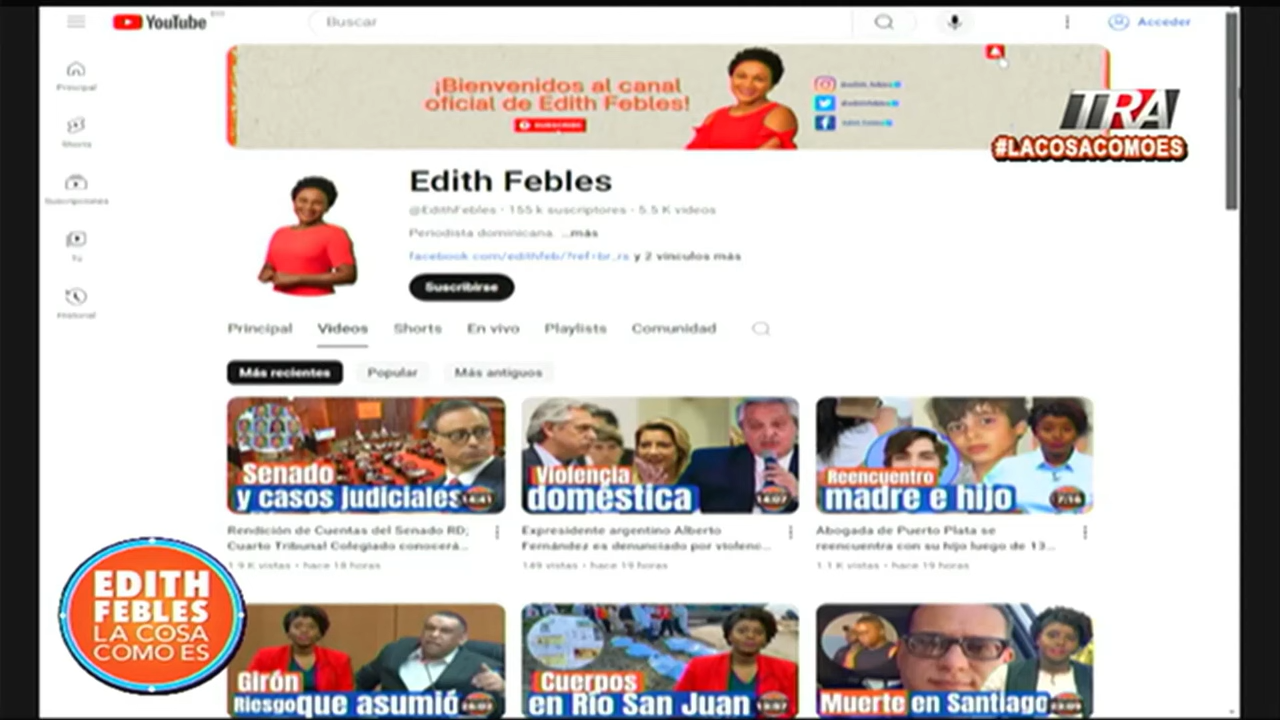 YouTube
Buscar
Acceder
¡Bienvenidos al canal
oficial de Edith Febles!
TRA
#LACOSACOMOES
Principal
Shorts
Suscripciones
Tú
Historial
Edith Febles
@EdithFebles · 155 k suscriptores · 5.5 K videos
Periodista dominicana. ...más
facebook.com/edithfeb/?ref=br_rs y 2 vínculos más
Suscribirse
Principal Videos Shorts En vivo Playlists Comunidad
Más recientes Popular Más antiguos
Senado
y casos judiciales 14:41
Violencia
doméstica 14:07
Reencuentro
madre e hijo 7:16
Rendición de Cuentas del Senado RD;
Cuarto Tribunal Colegiado conocerá...
1.9 K vistas · hace 18 horas
Expresidente argentino Alberto
Fernández es denunciado por violenc...
149 vistas · hace 19 horas
Abogada de Puerto Plata se
reencuentra con su hijo luego de 13...
1.1 K vistas · hace 19 horas
EDITH
FEBLES
LA COSA
COMO ES
Girón
Riesgo que asumió
Cuerpos
en Río San Juan
Muerte en Santiago